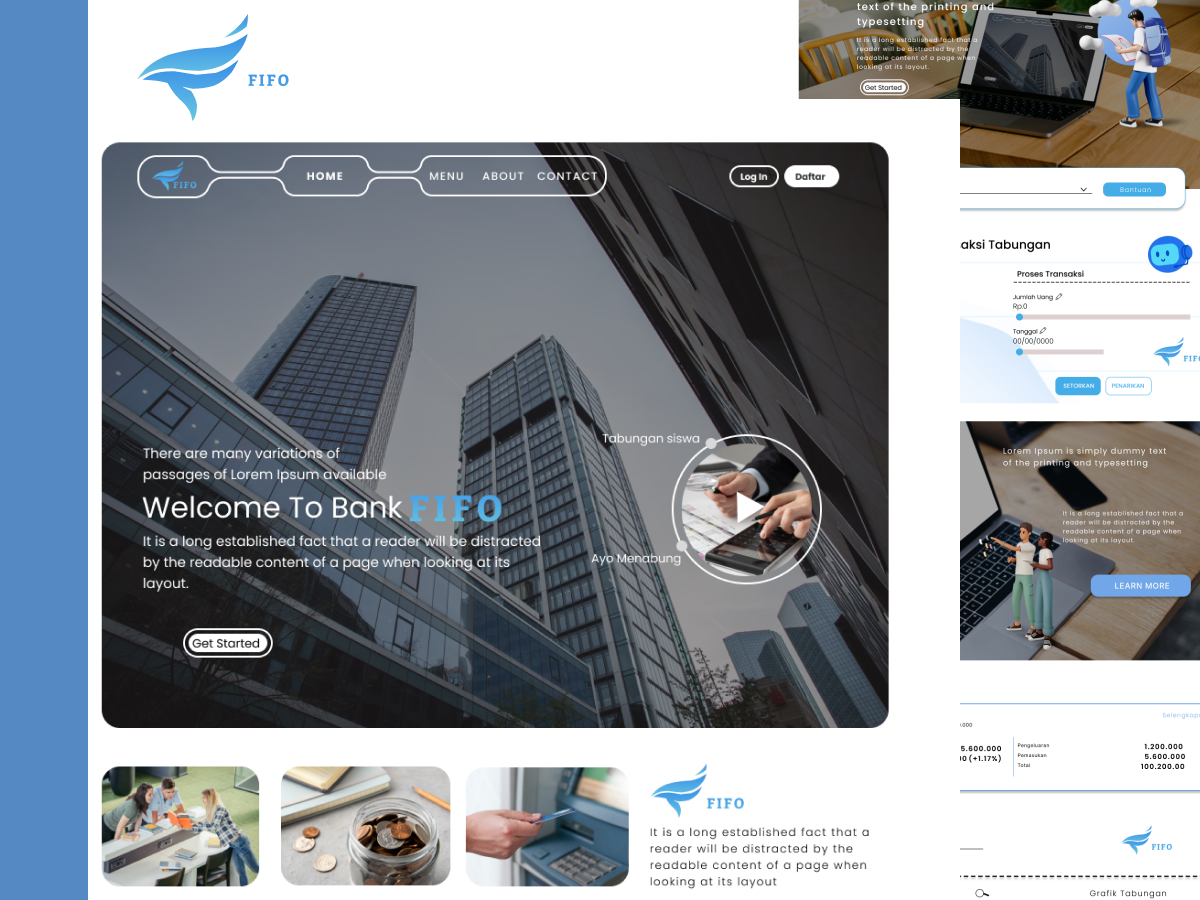 FIFO
text of the printing and
typesetting
It is a long established fact that a
reader will be distracted by the
readable content of a page when
looking at its layout.
Get Started
FIFO
HOME
MENU
ABOUT
CONTACT
Log In
Daftar
There are many variations of
passages of Lorem Ipsum available
Welcome To Bank FIFO
It is a long established fact that a reader will be distracted
by the readable content of a page when looking at its
layout.
Get Started
Tabungan siswa
Ayo Menabung
FIFO
It is a long established fact that a
reader will be distracted by the
readable content of a page when
looking at its layout
Bantuan
aksi Tabungan
Proses Transaksi
Jumlah Uang
Rp.0
Tanggal
00/00/0000
FIFO
SETORKAN
PENARIKAN
Lorem Ipsum is simply dummy text
of the printing and typesetting
It is a long established fact that a
reader will be distracted by the
readable content of a page when
looking at its layout.
LEARN MORE
Selengkap
.000
5.600.000
00 (+1.17%)
Pengeluaran
1.200.000
Pemasukan
5.600.000
Total
100.200.00
FIFO
Grafik Tabungan